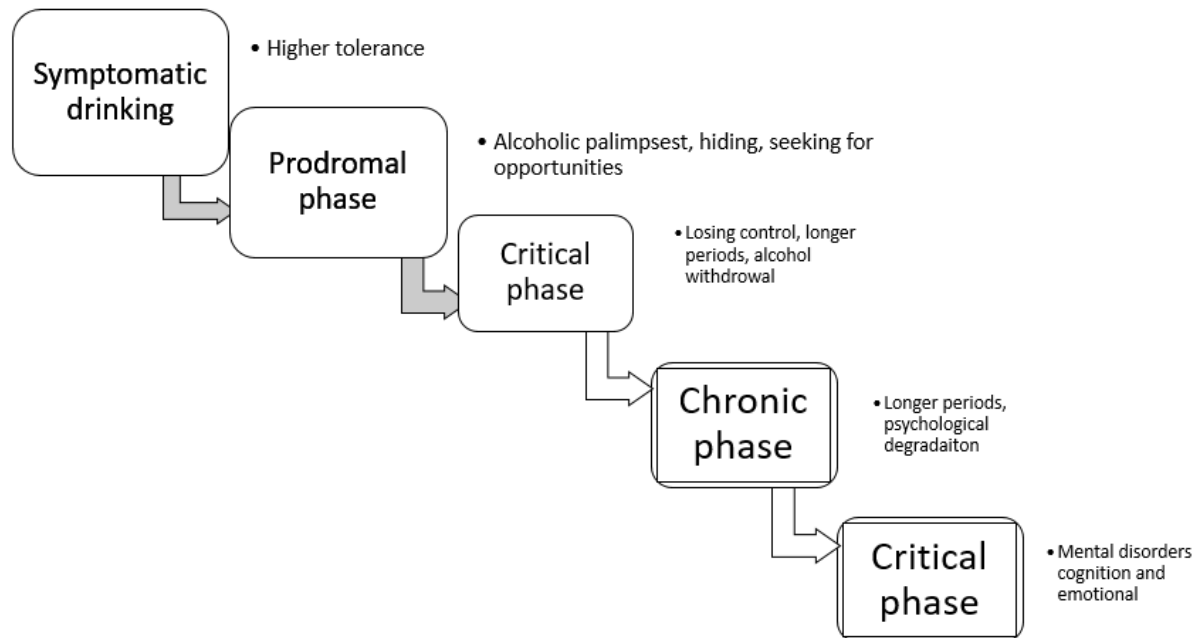 Symptomatic
drinking
• Higher tolerance
Prodromal
phase
• Alcoholic palimpsest, hiding, seeking for
opportunities
Critical
phase
• Losing control, longer
periods, alcohol
withdrowal
Chronic
phase
• Longer periods,
psychological
degradaiton
Critical
phase
• Mental disorders
cognition and
emotional